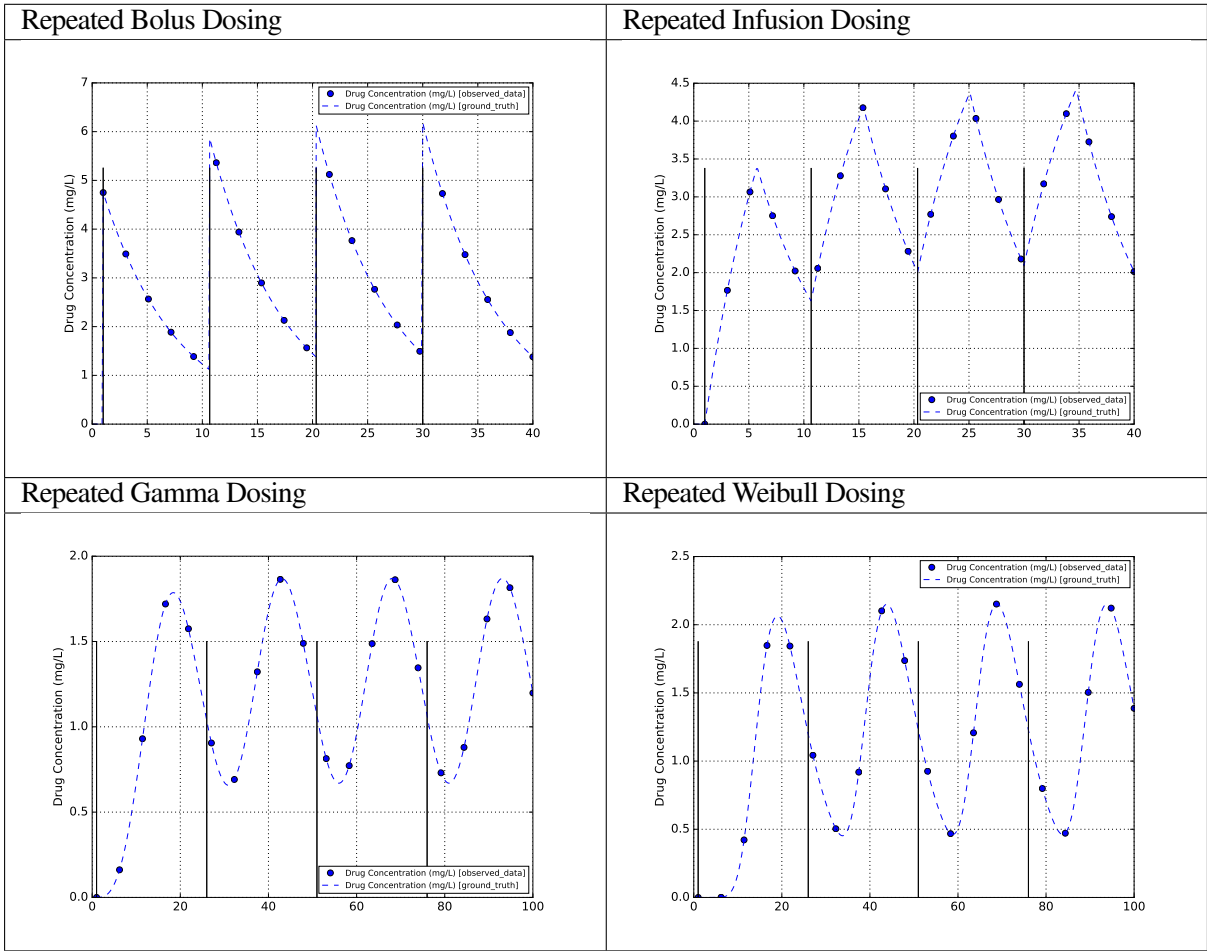 Repeated Bolus Dosing
Repeated Infusion Dosing
Drug Concentration (mg/L)
7
6
5
4
3
2
1
0
0 5 10 15 20 25 30 35 40
Drug Concentration (mg/L) [observed_data]
Drug Concentration (mg/L) [ground_truth]
Drug Concentration (mg/L)
4.5
4.0
3.5
3.0
2.5
2.0
1.5
1.0
0.5
0.0
0 5 10 15 20 25 30 35 40
Drug Concentration (mg/L) [observed_data]
Drug Concentration (mg/L) [ground_truth]
Repeated Gamma Dosing
Repeated Weibull Dosing
Drug Concentration (mg/L)
2.0
1.5
1.0
0.5
0.0
0 20 40 60 80 100
Drug Concentration (mg/L) [observed_data]
Drug Concentration (mg/L) [ground_truth]
Drug Concentration (mg/L)
2.5
2.0
1.5
1.0
0.5
0.0
0 20 40 60 80 100
Drug Concentration (mg/L) [observed_data]
Drug Concentration (mg/L) [ground_truth]